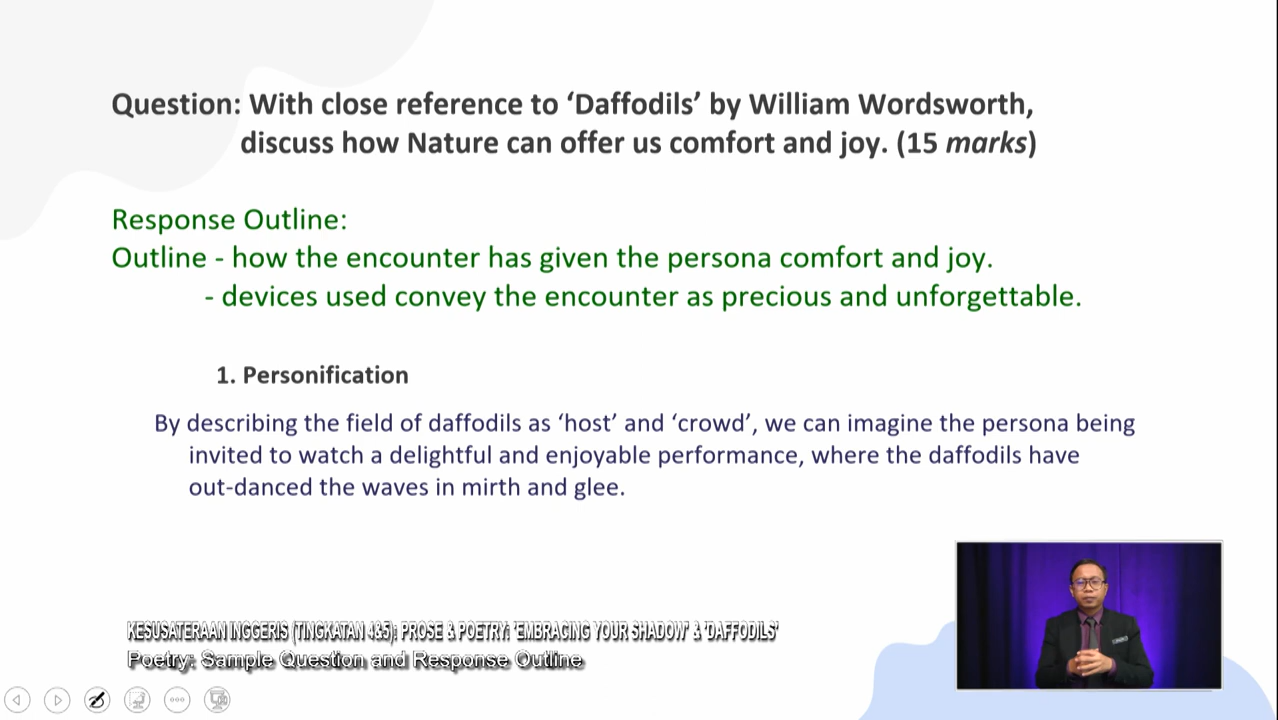 Question: With close reference to ‘Daffodils’ by William Wordsworth,
discuss how Nature can offer us comfort and joy. (15 marks)
Response Outline:
Outline - how the encounter has given the persona comfort and joy.
- devices used convey the encounter as precious and unforgettable.
1. Personification
By describing the field of daffodils as ‘host’ and ‘crowd’, we can imagine the persona being
invited to watch a delightful and enjoyable performance, where the daffodils have
out-danced the waves in mirth and glee.
KESUSATERAAN INGGERIS (TINGKATAN 4&5): PROSE & POETRY: 'EMBRACING YOUR SHADOW' & 'DAFFODILS'
Poetry: Sample Question and Response Outline